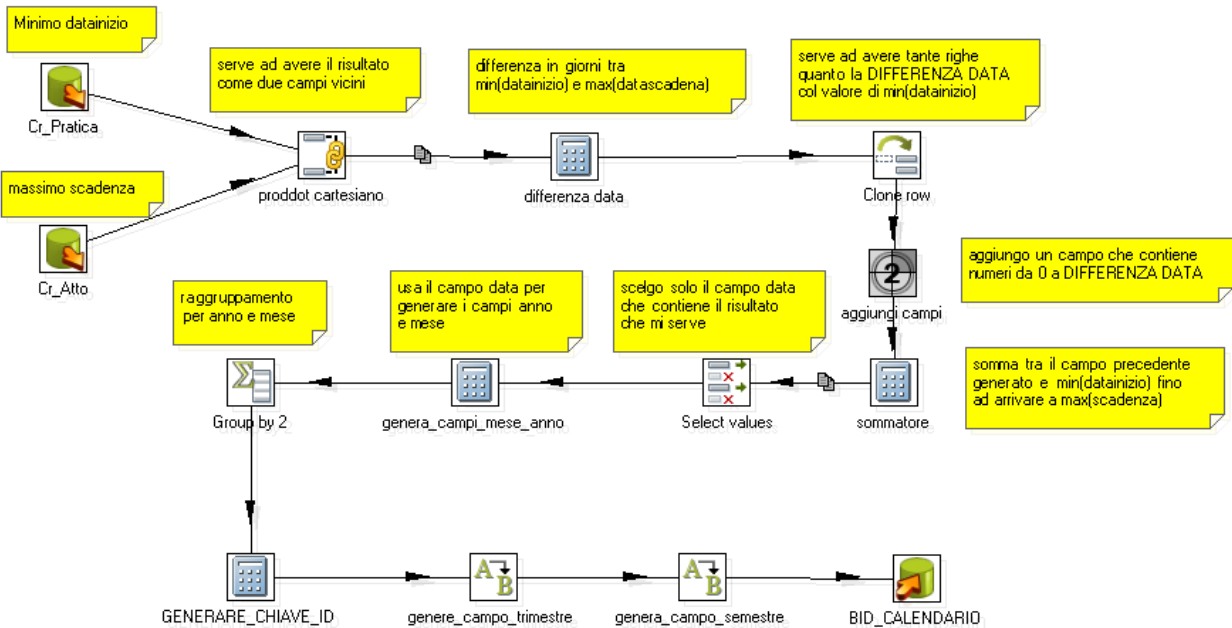 Minimo datainizio
serve ad avere il risultato
come due campi vicini
differenza in giorni tra
min(datainizio) e max(datascadena)
serve ad avere tante righe
quanto la DIFFERENZA DATA
col valore di min(datainizio)
Cr_Pratica
massimo scadenza
proddot cartesiano
differenza data
Clone row
Cr_Atto
aggiungo un campo che contiene
numeri da 0 a DIFFERENZA DATA
2
aggiungi campi
raggruppamento
per anno e mese
usa il campo data per
generare i campi anno
e mese
scelgo solo il campo data
che contiene il risultato
che mi serve
somma tra il campo precedente
generato e min(datainizio) fino
ad arrivare a max(scadenza)
Group by 2
genera_campi_mese_anno
Select values
sommatore
GENERARE_CHIAVE_ID
A B
genere_campo_trimestre
A B
genera_campo_semestre
BID_CALENDARIO